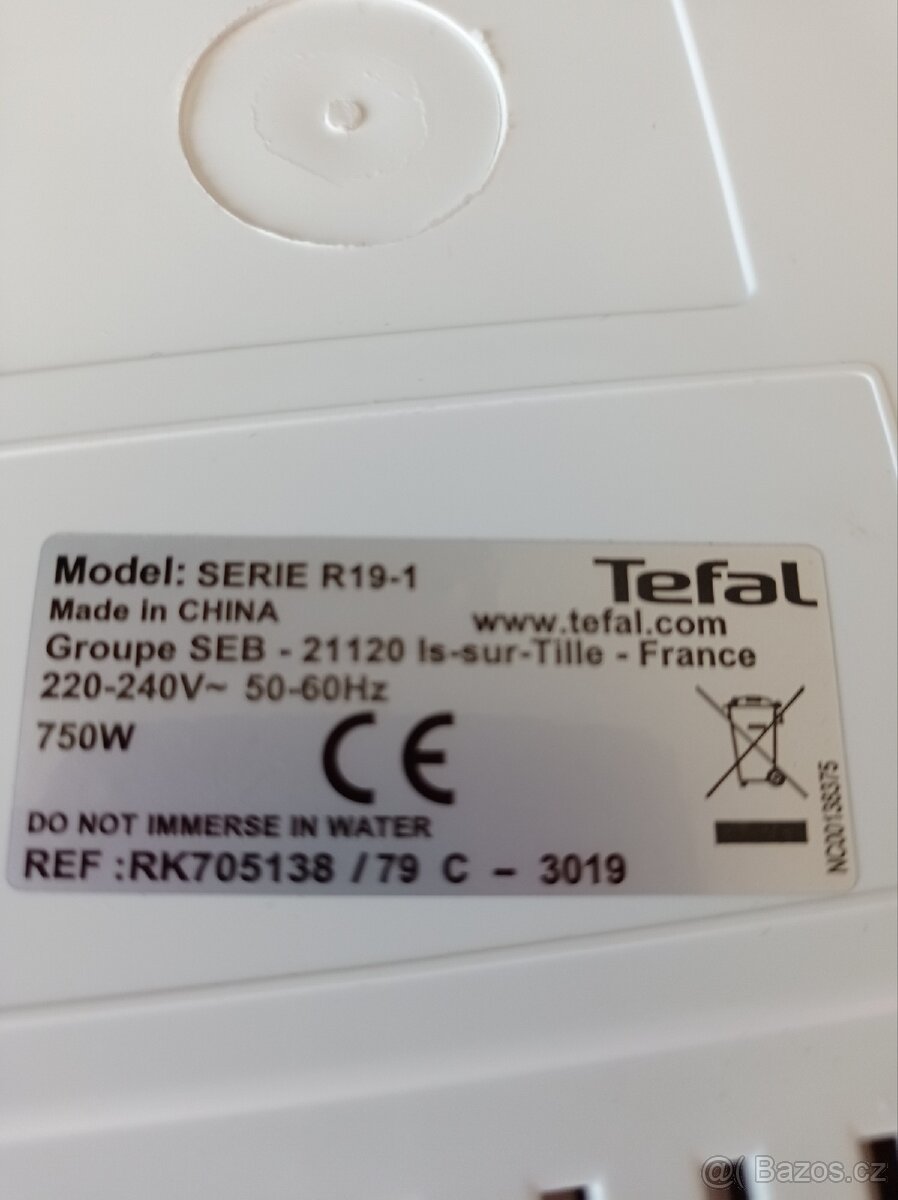 Model: SERIE R19-1
Tefal
Made in CHINA
www.tefal.com
Groupe SEB - 21120 Is-sur-Tille - France
220-240V~ 50-60Hz
750W
CE
DO NOT IMMERSE IN WATER
REF :RK705138 / 79 C - 3019
NC00138375
@ Bazos.cz